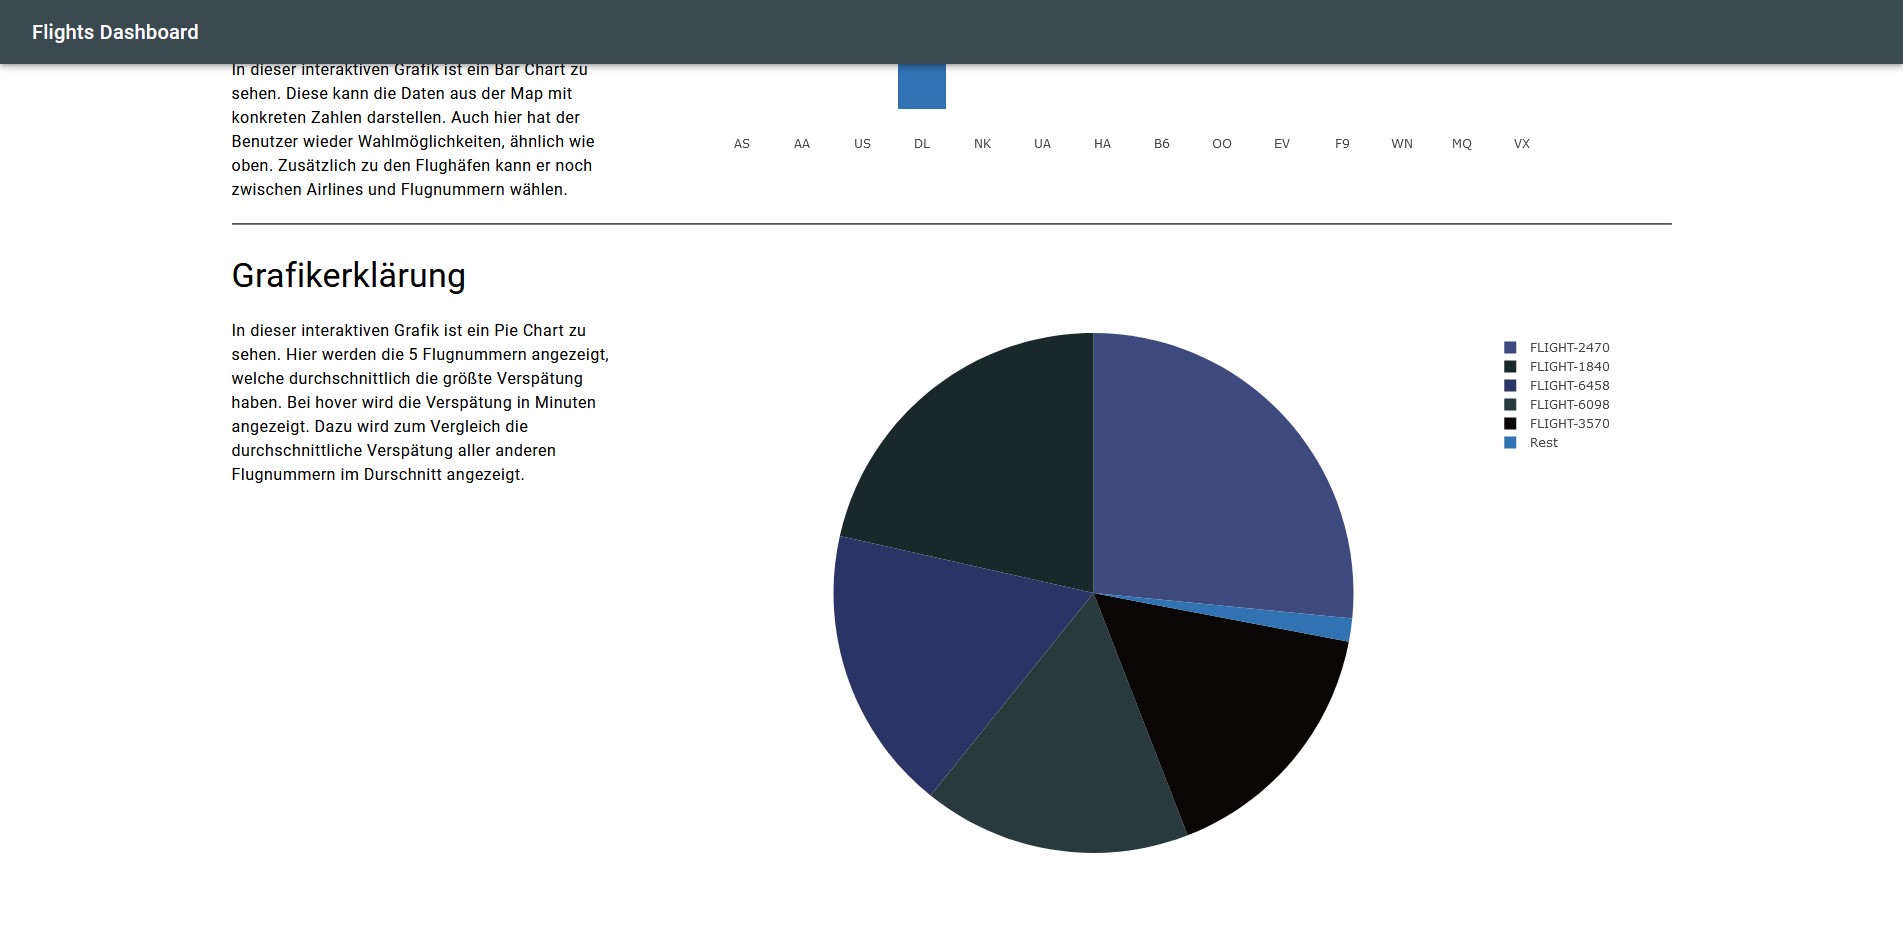 Flights Dashboard
In dieser interaktiven Grafik ist ein Bar Chart zu
sehen. Diese kann die Daten aus der Map mit
konkreten Zahlen darstellen. Auch hier hat der
Benutzer wieder Wahlmöglichkeiten, ähnlich wie
oben. Zusätzlich zu den Flughäfen kann er noch
zwischen Airlines und Flugnummern wählen.
AS AA US DL NK UA HA B6 OO EV F9 WN MQ VX
Grafikerklärung
In dieser interaktiven Grafik ist ein Pie Chart zu
sehen. Hier werden die 5 Flugnummern angezeigt,
welche durchschnittlich die größte Verspätung
haben. Bei hover wird die Verspätung in Minuten
angezeigt. Dazu wird zum Vergleich die
durchschnittliche Verspätung aller anderen
Flugnummern im Durschnitt angezeigt.
FLIGHT-2470
FLIGHT-1840
FLIGHT-6458
FLIGHT-6098
FLIGHT-3570
Rest